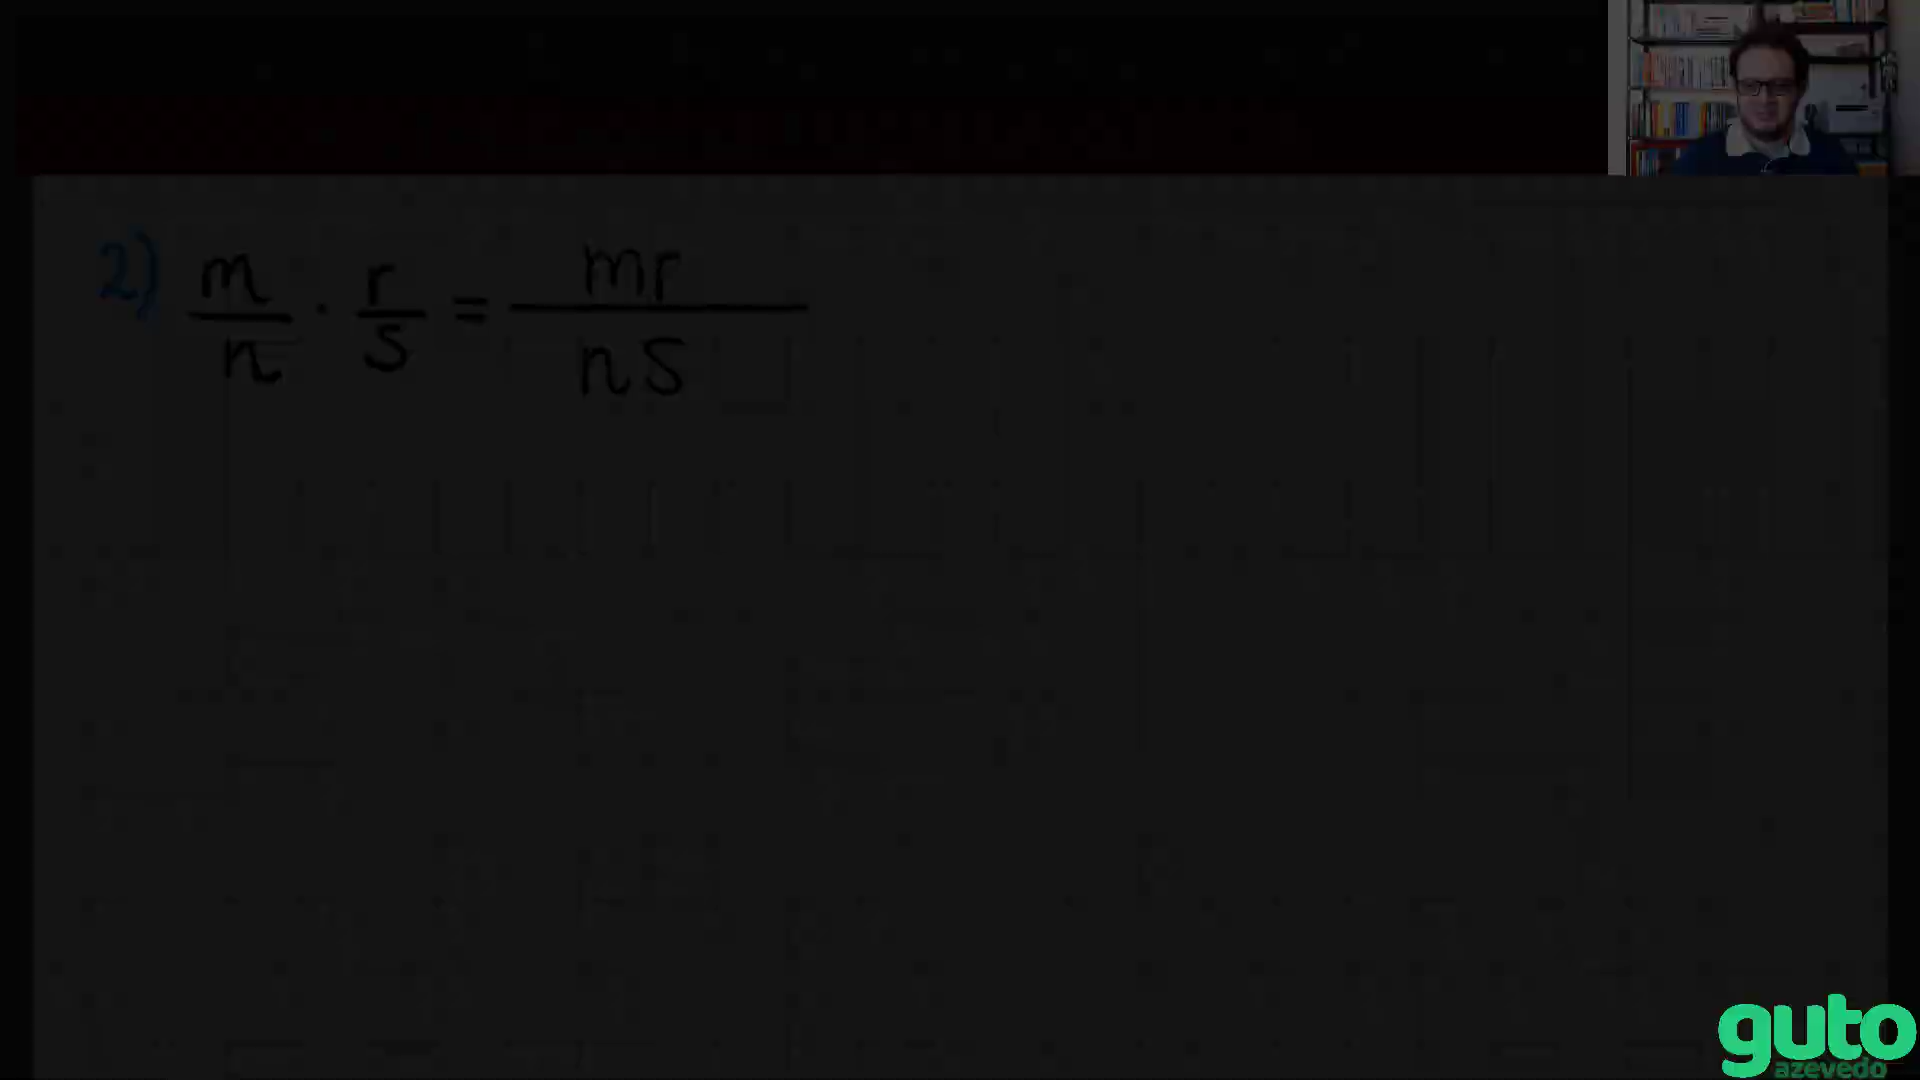 2) m/n · r/s = mr/ns
guto
azevedo